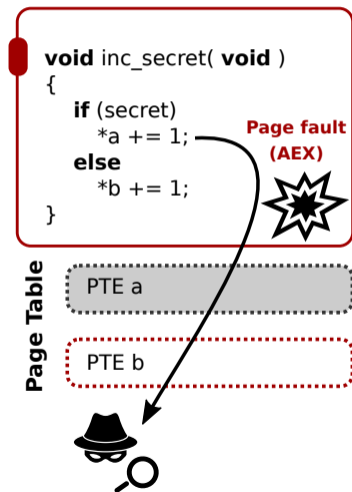 void inc_secret( void )
{
if (secret)
*a += 1;
else
*b += 1;
}
Page fault
(AEX)
Page Table
PTE a
PTE b